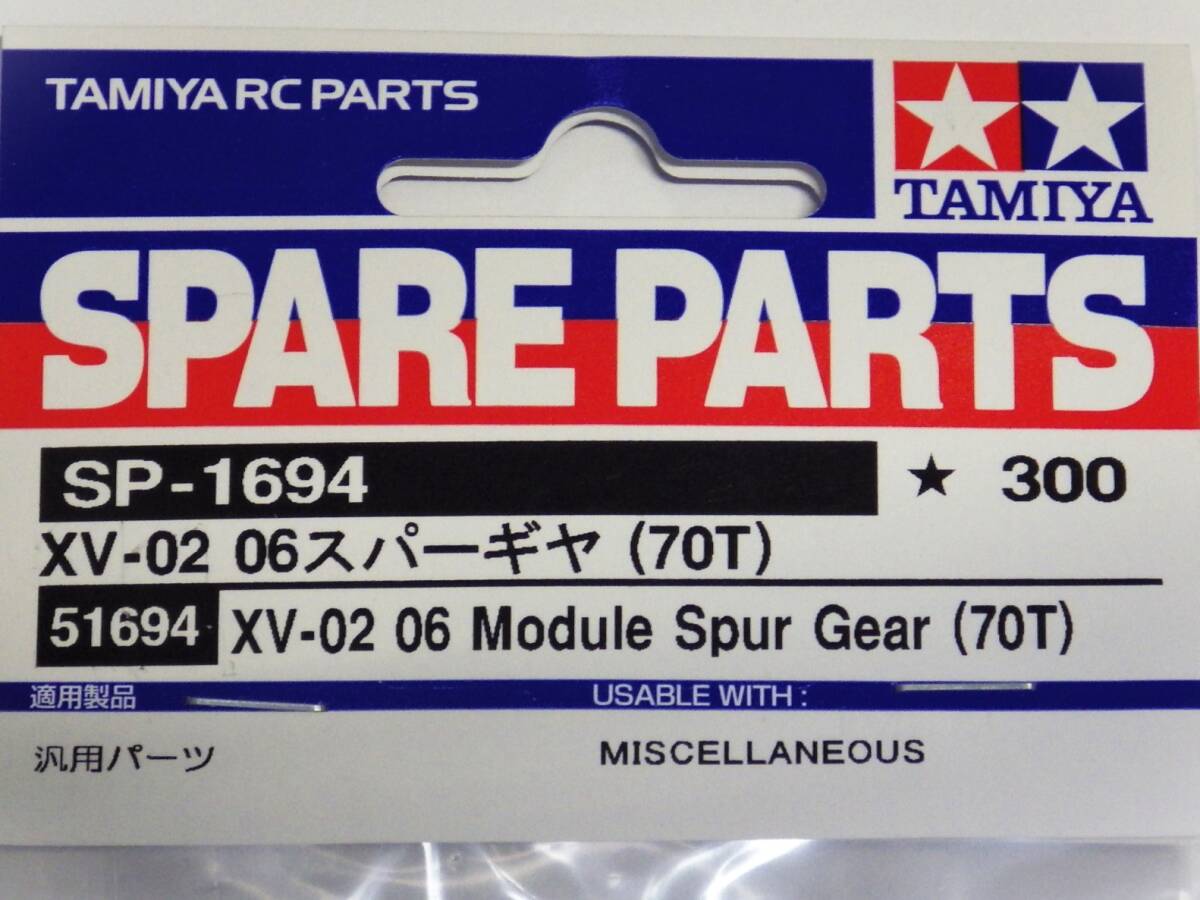 TAMIYA RC PARTS
TAMIYA
SPARE PARTS
SP-1694 ★ 300
XV-02 06スパーギヤ (70T)
51694 XV-02 06 Module Spur Gear (70T)
適用製品 USABLE WITH :
汎用パーツ MISCELLANEOUS